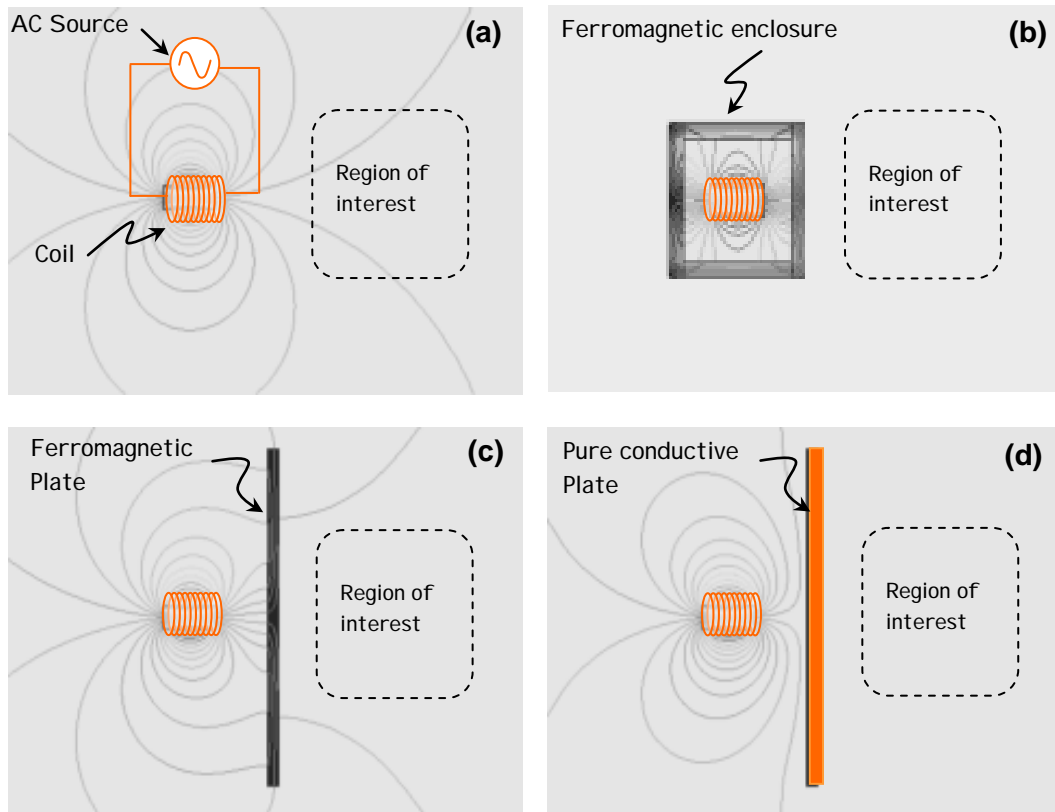 AC Source
(a)
Region of
interest
Coil
Ferromagnetic enclosure
(b)
Region of
interest
Ferromagnetic
Plate
(c)
Region of
interest
Pure conductive
Plate
(d)
Region of
interest